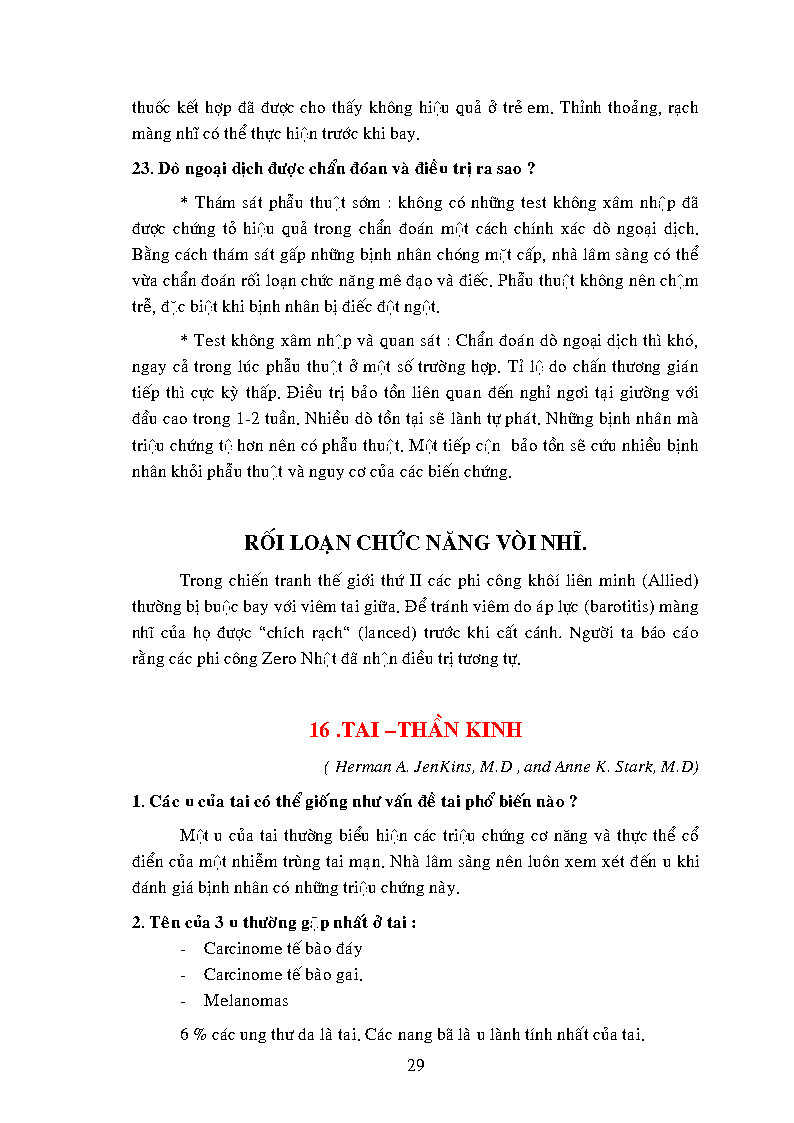 thuốc kết hợp đã được cho thấy không hiệu quả ở trẻ em. Thỉnh thoảng, rạch
màng nhĩ có thể thực hiện trước khi bay.
23. Dò ngoại dịch được chẩn đóan và điều trị ra sao ?
* Thám sát phẫu thuật sớm : không có những test không xâm nhập đã
được chứng tỏ hiệu quả trong chẩn đoán một cách chính xác dò ngoại dịch.
Bằng cách thám sát gấp những bịnh nhân chóng mặt cấp, nhà lâm sàng có thể
vừa chẩn đoán rối loạn chức năng mê đạo và điếc. Phẫu thuật không nên chậm
trễ, đặc biệt khi bịnh nhân bị điếc đột ngột.
* Test không xâm nhập và quan sát : Chẩn đoán dò ngoại dịch thì khó,
ngay cả trong lúc phẫu thuật ở một số trường hợp. Tỉ lệ do chấn thương gián
tiếp thì cực kỳ thấp. Điều trị bảo tồn liên quan đến nghỉ ngơi tại giường với
đầu cao trong 1-2 tuần. Nhiều dò tồn tại sẽ lành tự phát. Những bịnh nhân mà
triệu chứng tệ hơn nên có phẫu thuật. Một tiếp cận bảo tồn sẽ cứu nhiều bịnh
nhân khỏi phẫu thuật và nguy cơ của các biến chứng.
RỐI LOẠN CHỨC NĂNG VÒI NHĨ.
Trong chiến tranh thế giới thứ II các phi công khôí liên minh (Allied)
thường bị buộc bay với viêm tai giữa. Để tránh viêm do áp lực (barotitis) màng
nhĩ của họ được “chích rạch“ (lanced) trước khi cất cánh. Người ta báo cáo
rằng các phi công Zero Nhật đã nhận điều trị tương tự.
16 .TAI –THẦN KINH
( Herman A. JenKins, M.D , and Anne K. Stark, M.D)
1. Các u của tai có thể giống như vấn đề tai phổ biến nào ?
Một u của tai thường biểu hiện các triệu chứng cơ năng và thực thể cổ
điển của một nhiễm trùng tai mạn. Nhà lâm sàng nên luôn xem xét đến u khi
đánh giá bịnh nhân có những triệu chứng này.
2. Tên của 3 u thường gặp nhất ở tai :
- Carcinome tế bào đáy
- Carcinome tế bào gai.
- Melanomas
6 % các ung thư da là tai. Các nang bã là u lành tính nhất của tai.
29